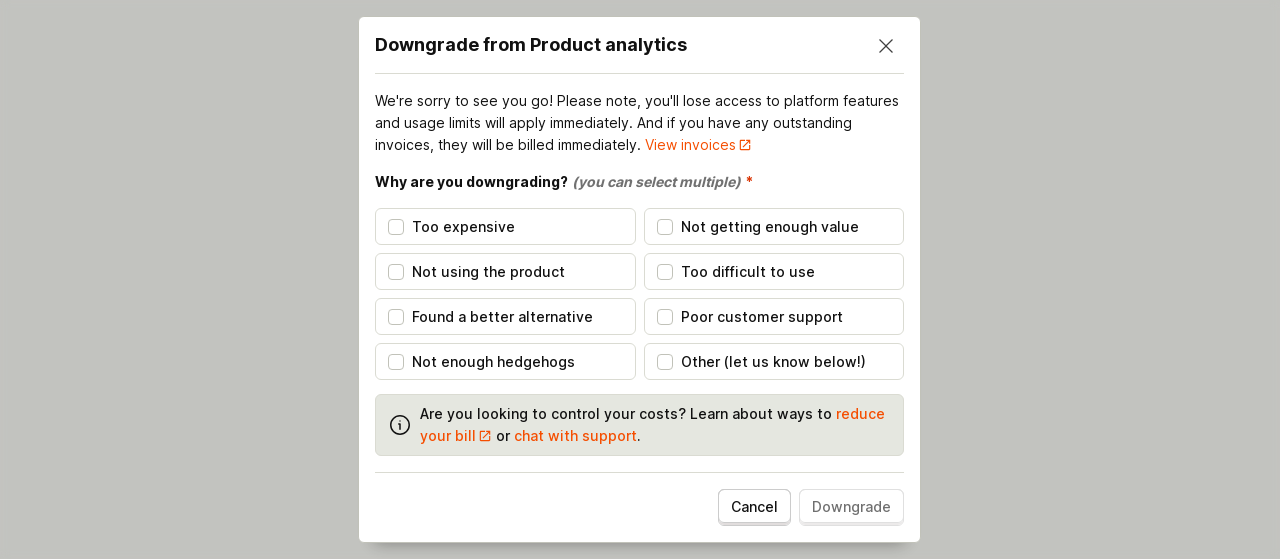 Downgrade from Product analytics
We're sorry to see you go! Please note, you'll lose access to platform features
and usage limits will apply immediately. And if you have any outstanding
invoices, they will be billed immediately. View invoices
Why are you downgrading? (you can select multiple) *
Too expensive
Not getting enough value
Not using the product
Too difficult to use
Found a better alternative
Poor customer support
Not enough hedgehogs
Other (let us know below!)
Are you looking to control your costs? Learn about ways to reduce
your bill or chat with support.
Cancel
Downgrade